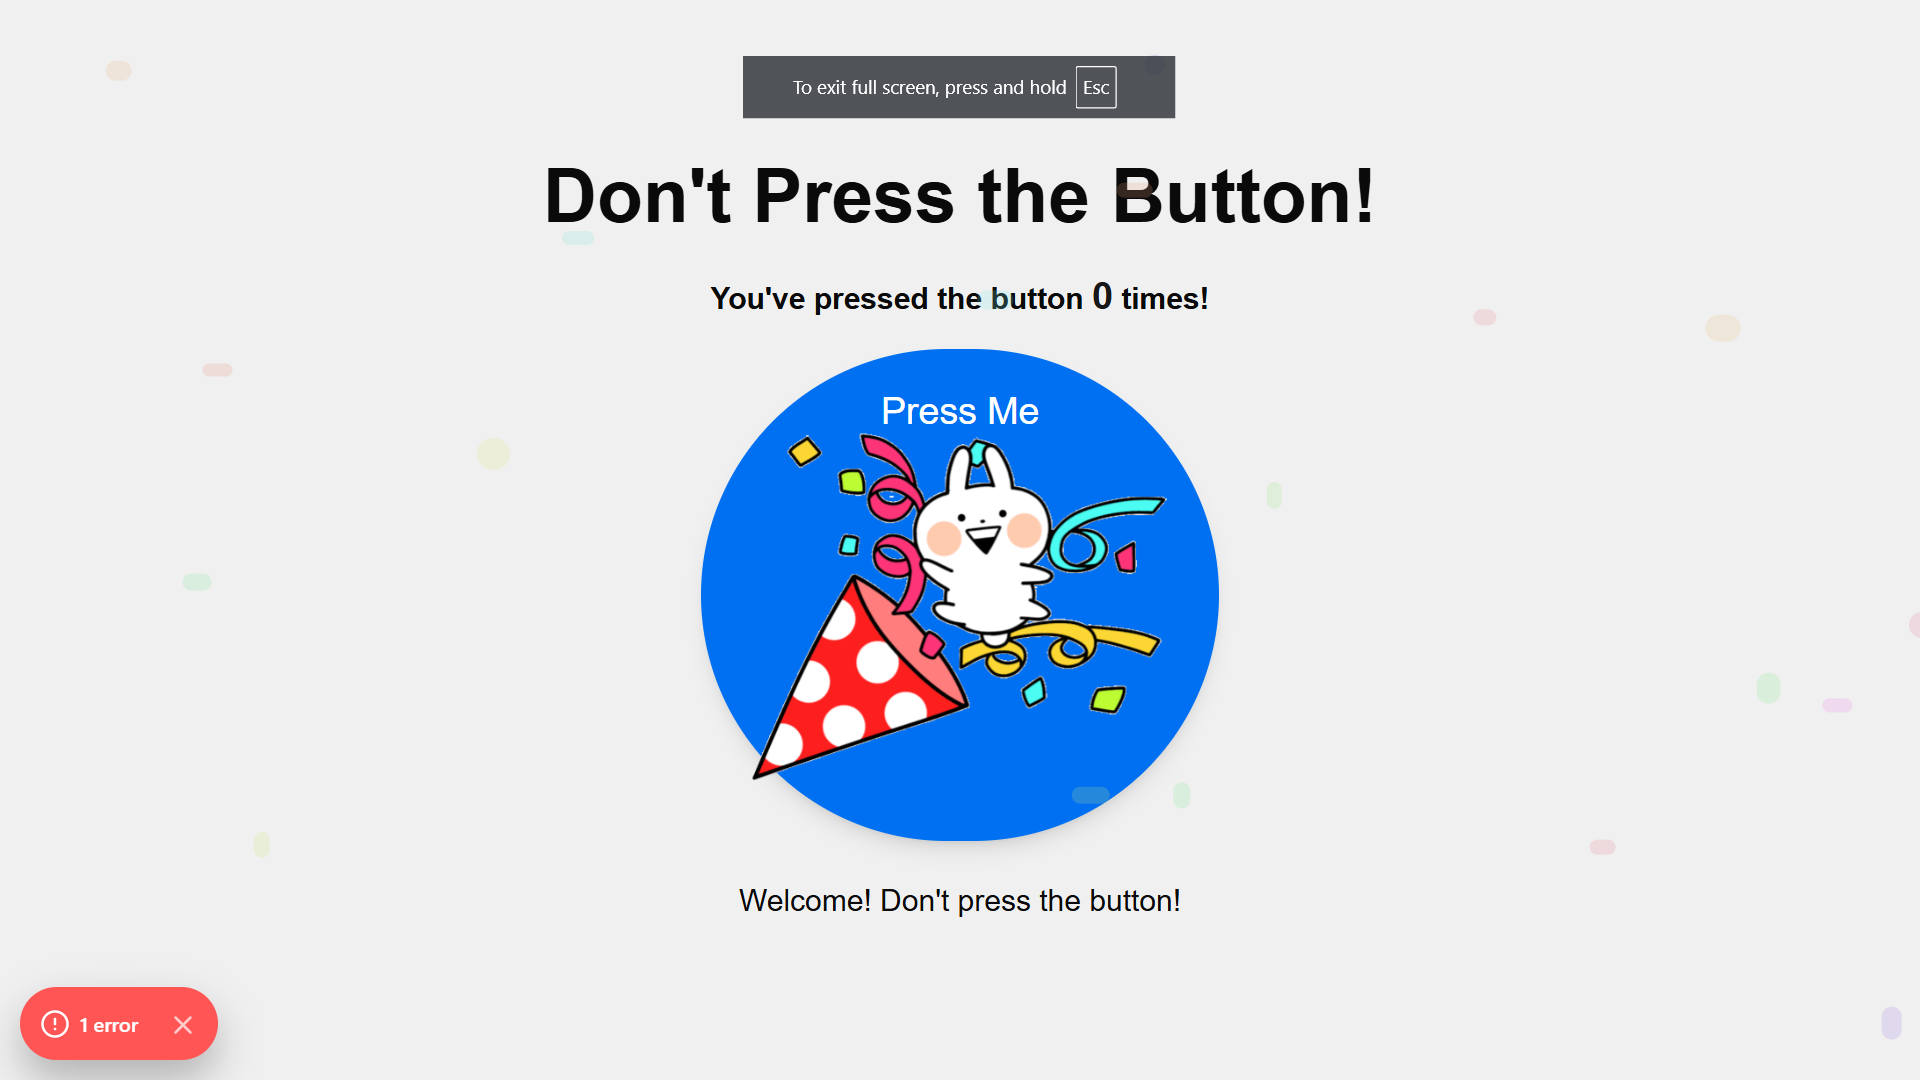 To exit full screen, press and hold Esc
Don't Press the Button!
You've pressed the button 0 times!
Press Me
Welcome! Don't press the button!
1 error